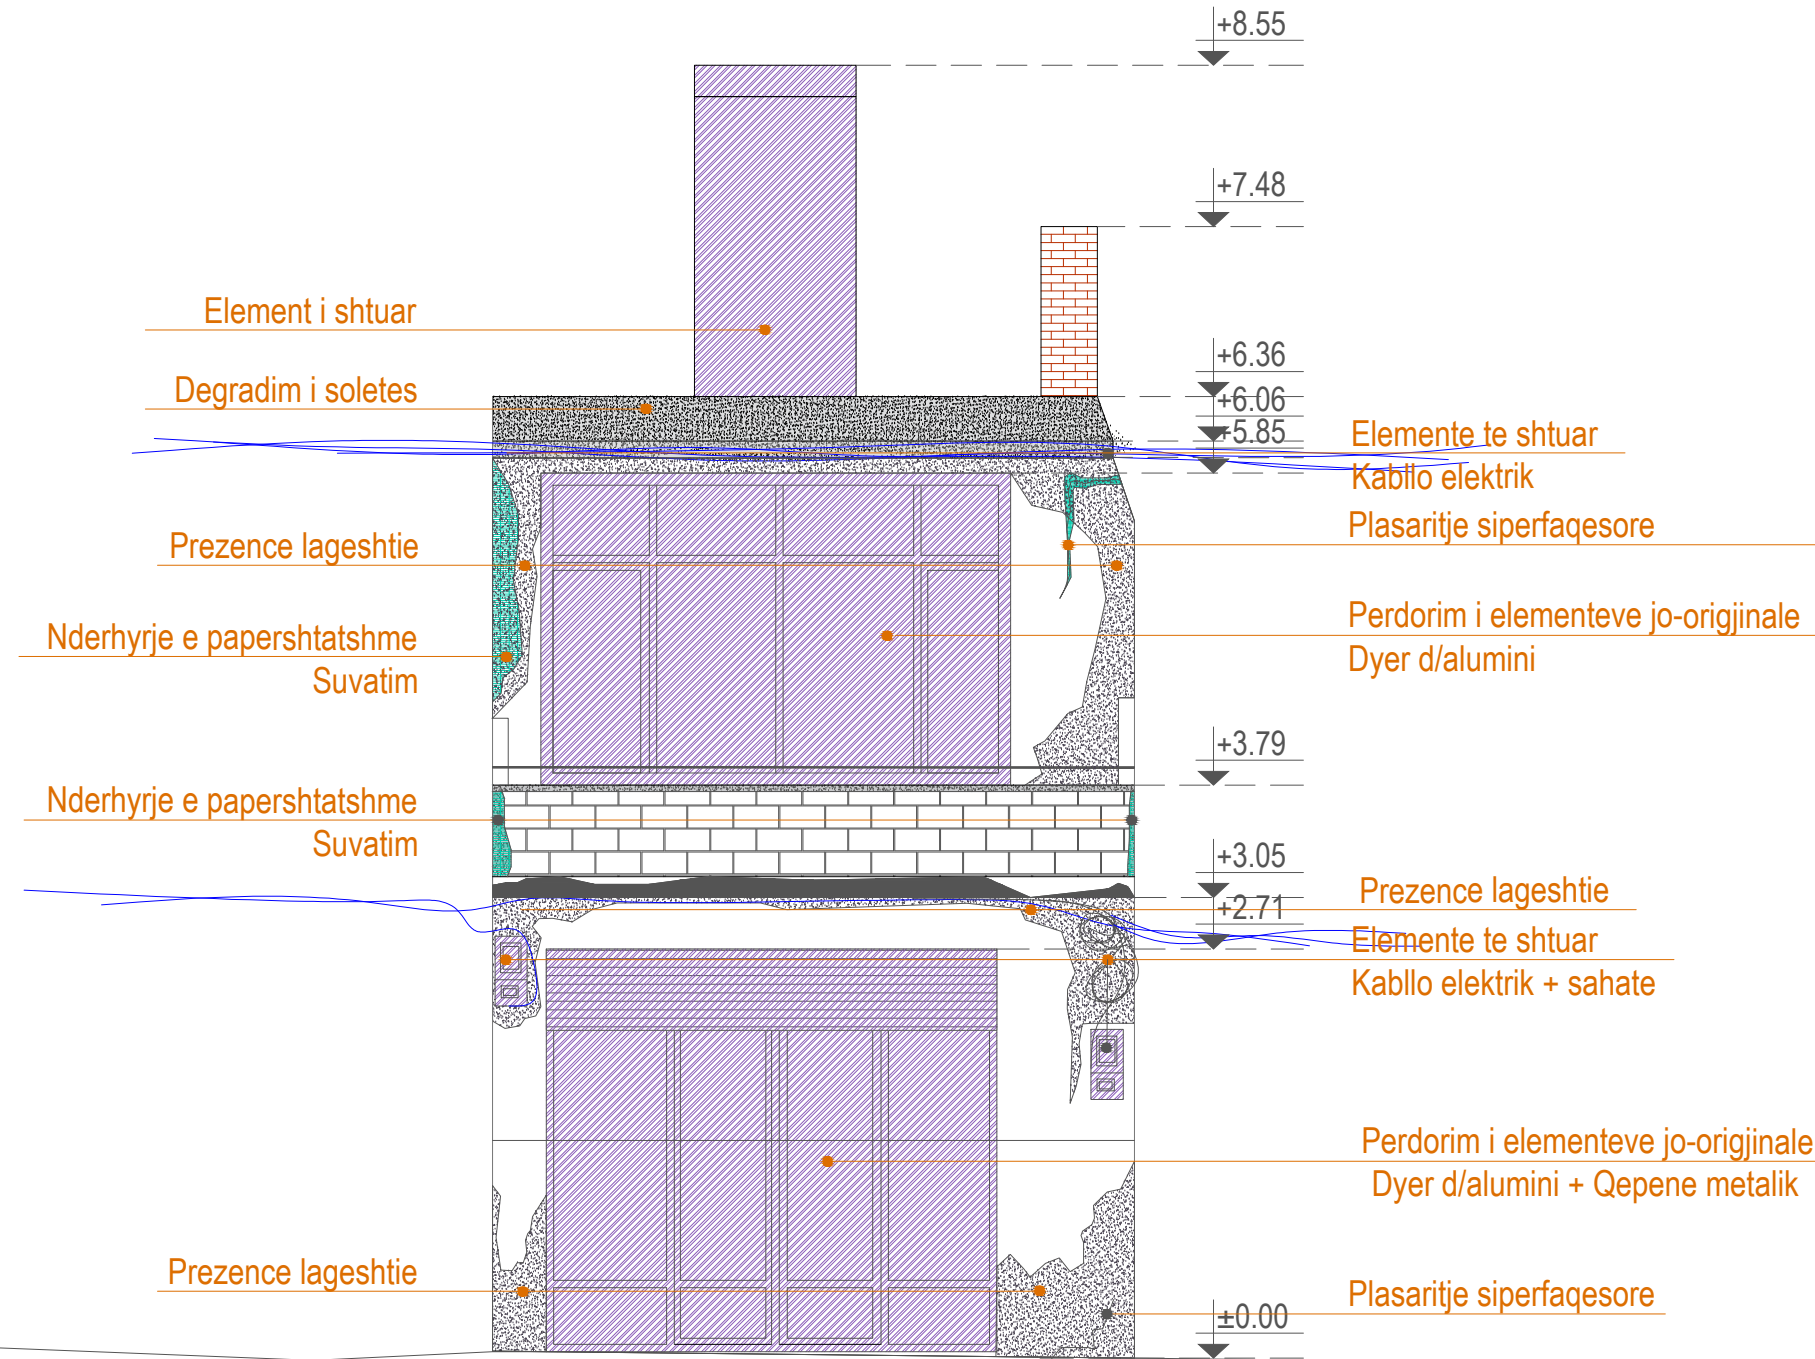 +8.55
+7.48
Element i shtuar
+6.36
Degradim i soletes
+6.06
+5.85
Elemente te shtuar
Kabllo elektrik
Plasaritje siperfaqesore
Prezence lageshtie
Perdorim i elementeve jo-origjinale
Dyer d/alumini
Nderhyrje e papershtatshme
Suvatim
+3.79
Nderhyrje e papershtatshme
Suvatim
+3.05
Prezence lageshtie
+2.71
Elemente te shtuar
Kabllo elektrik + sahate
Perdorim i elementeve jo-origjinale
Dyer d/alumini + Qepene metalik
Prezence lageshtie
Plasaritje siperfaqesore
±0.00